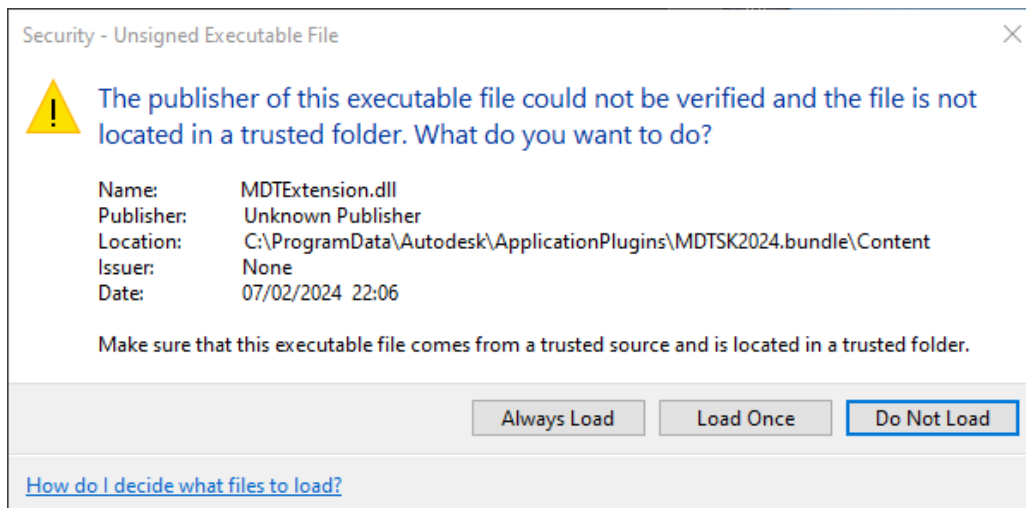 Security - Unsigned Executable File
The publisher of this executable file could not be verified and the file is not
located in a trusted folder. What do you want to do?
Name: MDTExtension.dll
Publisher: Unknown Publisher
Location: C:\ProgramData\Autodesk\ApplicationPlugins\MDTSK2024.bundle\Content
Issuer: None
Date: 07/02/2024 22:06
Make sure that this executable file comes from a trusted source and is located in a trusted folder.
Always Load Load Once Do Not Load
How do I decide what files to load?